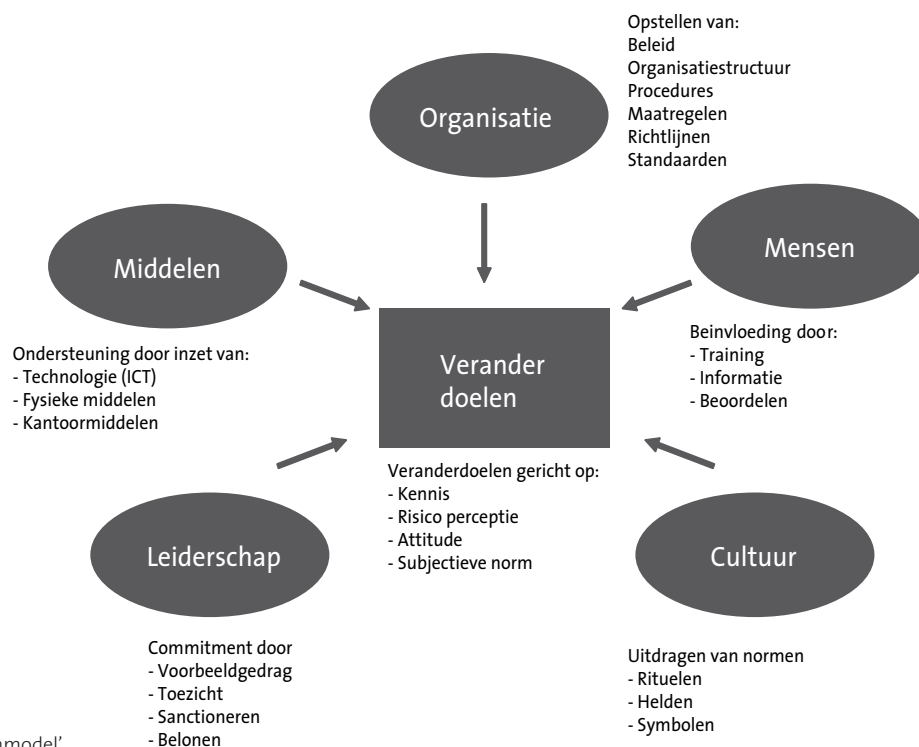 Opstellen van:
Beleid
Organisatiestructuur
Procedures
Maatregelen
Richtlijnen
Standaarden
Organisatie
Mensen
Beinvloeding door:
- Training
- Informatie
- Beoordelen
Middelen
Ondersteuning door inzet van:
- Technologie (ICT)
- Fysieke middelen
- Kantoormiddelen
Verander
doelen
Veranderdoelen gericht op:
- Kennis
- Risico perceptie
- Attitude
- Subjectieve norm
Leiderschap
Commitment door
- Voorbeeldgedrag
- Toezicht
- Sanctioneren
- Belonen
Cultuur
Uitdragen van normen
- Rituelen
- Helden
- Symbolen